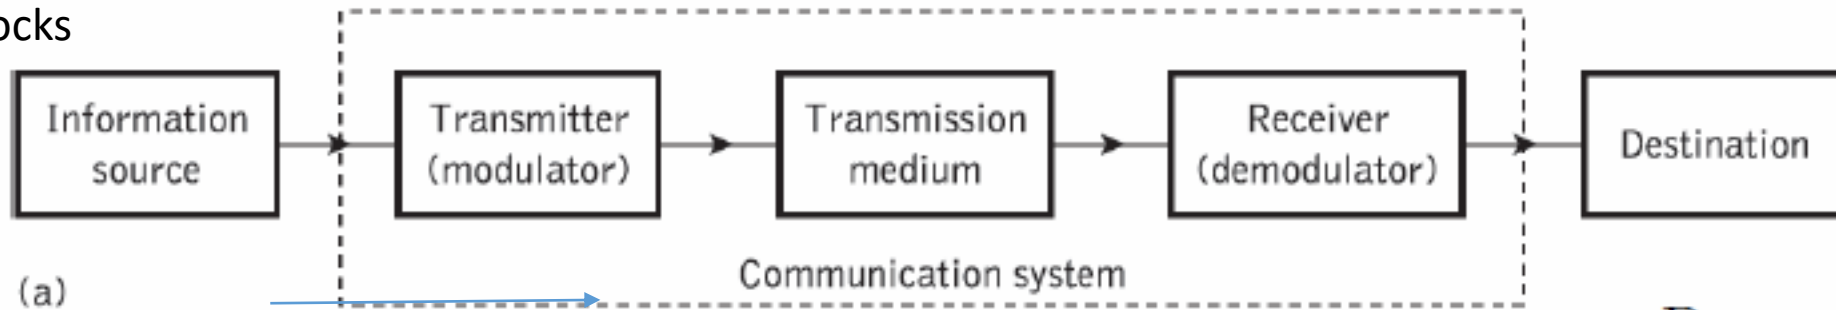 ocks
Information
source
Transmitter
(modulator)
Transmission
medium
Receiver
(demodulator)
Destination
Communication system
(a)